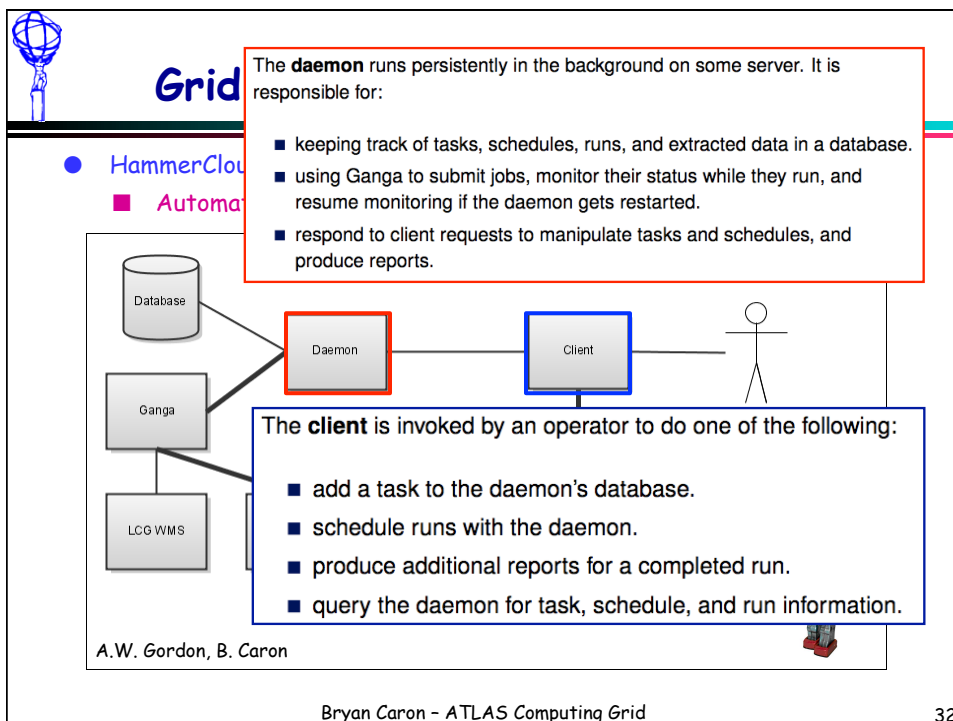 Grid
The daemon runs persistently in the background on some server. It is
responsible for:
■ keeping track of tasks, schedules, runs, and extracted data in a database.
■ using Ganga to submit jobs, monitor their status while they run, and
resume monitoring if the daemon gets restarted.
■ respond to client requests to manipulate tasks and schedules, and
produce reports.
● HammerClou
■ Automat
Database
Daemon
Client
Ganga
LCG WMS
The client is invoked by an operator to do one of the following:
■ add a task to the daemon's database.
■ schedule runs with the daemon.
■ produce additional reports for a completed run.
■ query the daemon for task, schedule, and run information.
A.W. Gordon, B. Caron
Bryan Caron – ATLAS Computing Grid
32